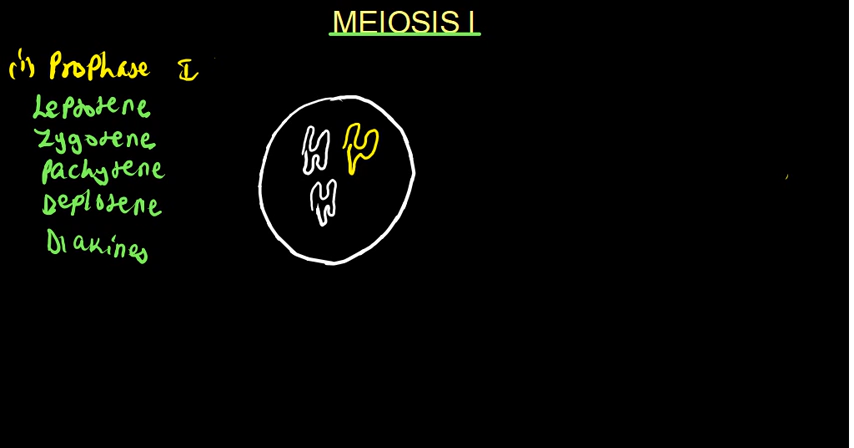 MEIOSIS I
(i) Prophase I
Leptotene
Zygotene
Pachytene
Deplotene
Diakines